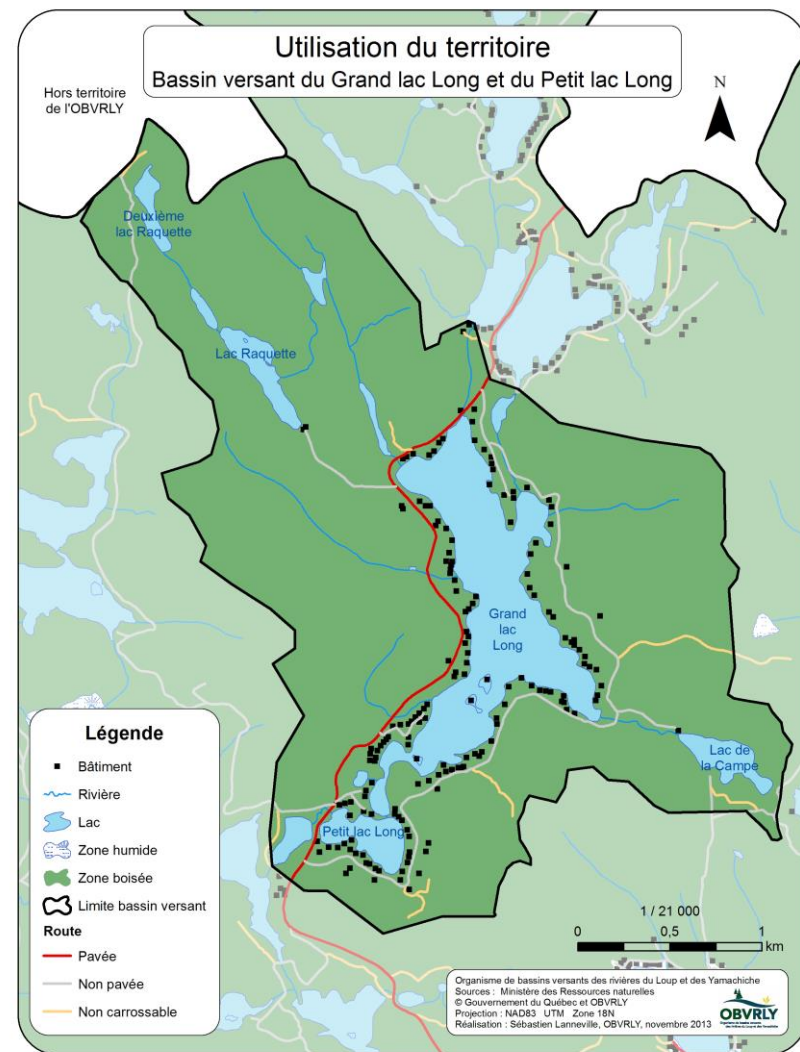 Utilisation du territoire
Bassin versant du Grand lac Long et du Petit lac Long
Hors territoire
de l'OBVRLY
N
Deuxième
lac Raquette
Lac Raquette
Grand
lac
Long
Lac de
la Campe
Petit lac Long
Légende
Bâtiment
Rivière
Lac
Zone humide
Zone boisée
Limite bassin versant
Route
Pavée
Non pavée
Non carrossable
1 / 21 000
0 0,5 1
km
Organisme de bassins versants des rivières du Loup et des Yamachiche
Sources : Ministère des Ressources naturelles
© Gouvernement du Québec et OBVRLY
Projection : NAD83 UTM Zone 18N
Réalisation : Sébastien Lanneville, OBVRLY, novembre 2013
OBVRLY